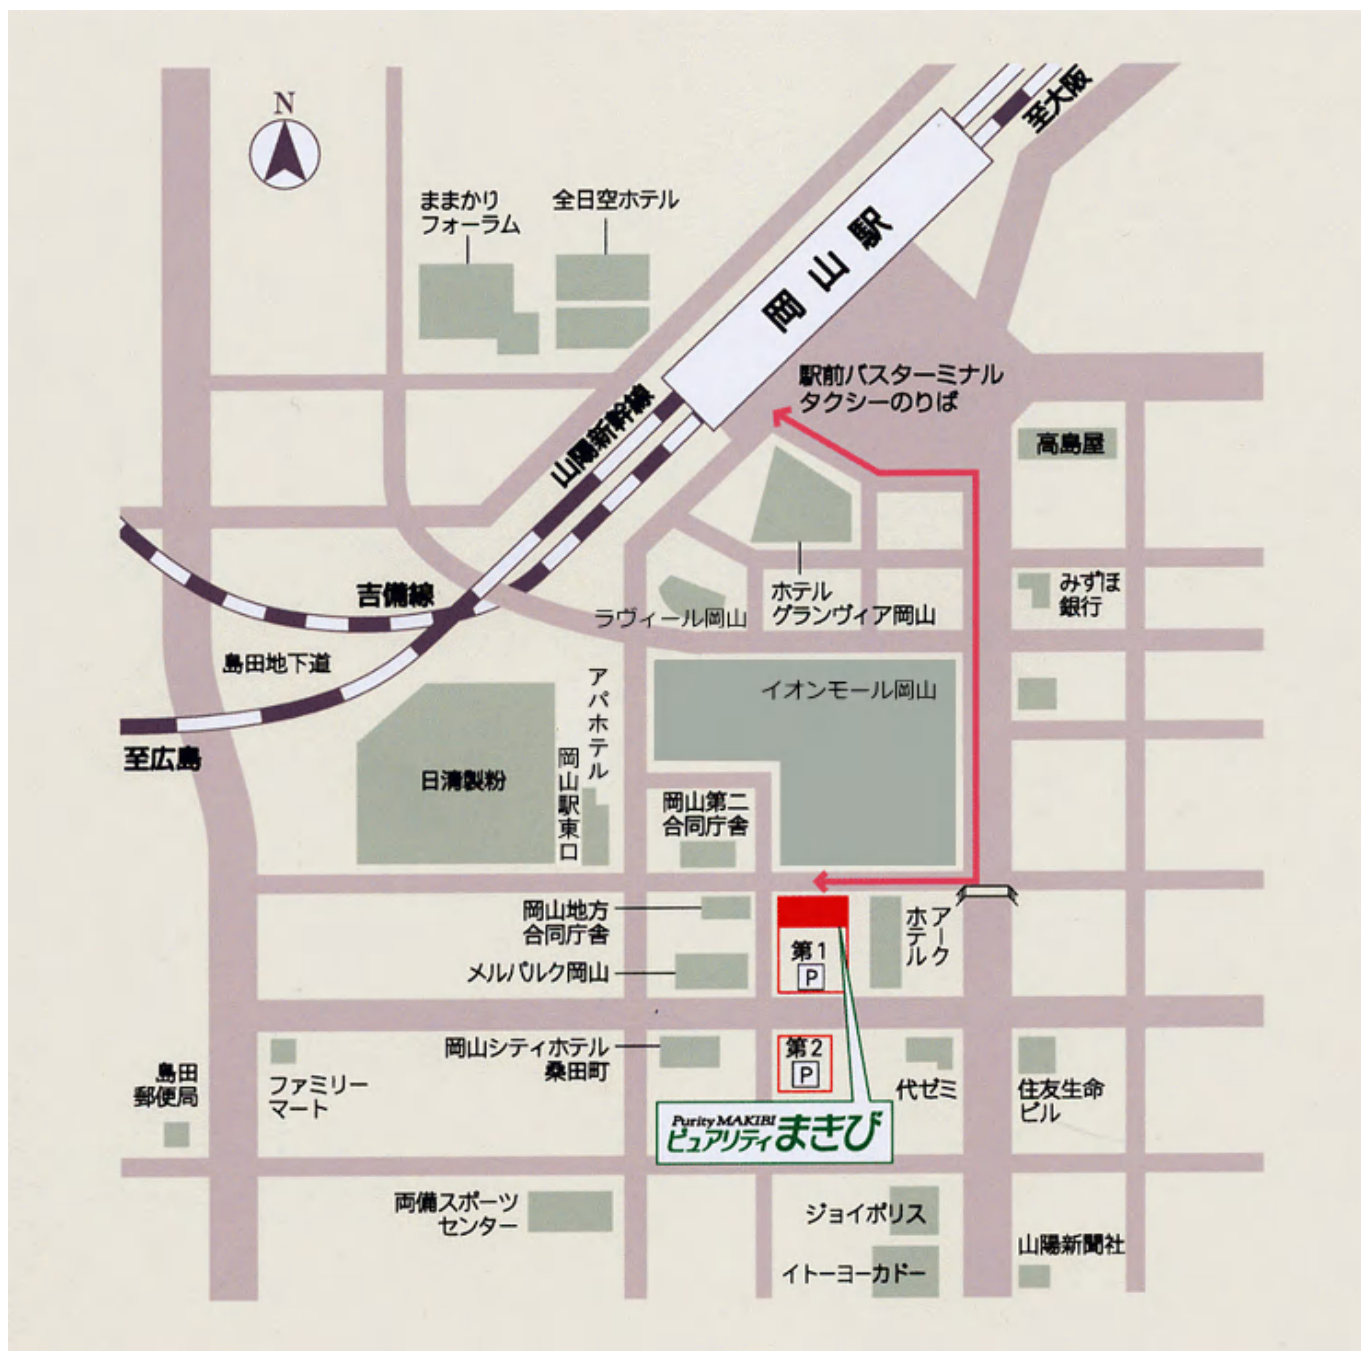 N
至大阪
ままかり
フォーラム
全日空ホテル
岡山駅
駅前バスターミナル
タクシーのりば
山陽新幹線
高島屋
吉備線
ホテル
グランヴィア岡山
みずほ
銀行
ラヴィール岡山
島田地下道
アパホテル
岡山駅東口
イオンモール岡山
至広島
日清製粉
岡山第二
合同庁舎
岡山地方
合同庁舎
アーク
ホテル
第1
P
メルパルク岡山
岡山シティホテル
桑田町
第2
P
島田
郵便局
ファミリー
マート
代ゼミ
住友生命
ビル
Purity MAKIBI
ピュアリティまきび
両備スポーツ
センター
ジョイポリス
山陽新聞社
イトーヨーカドー